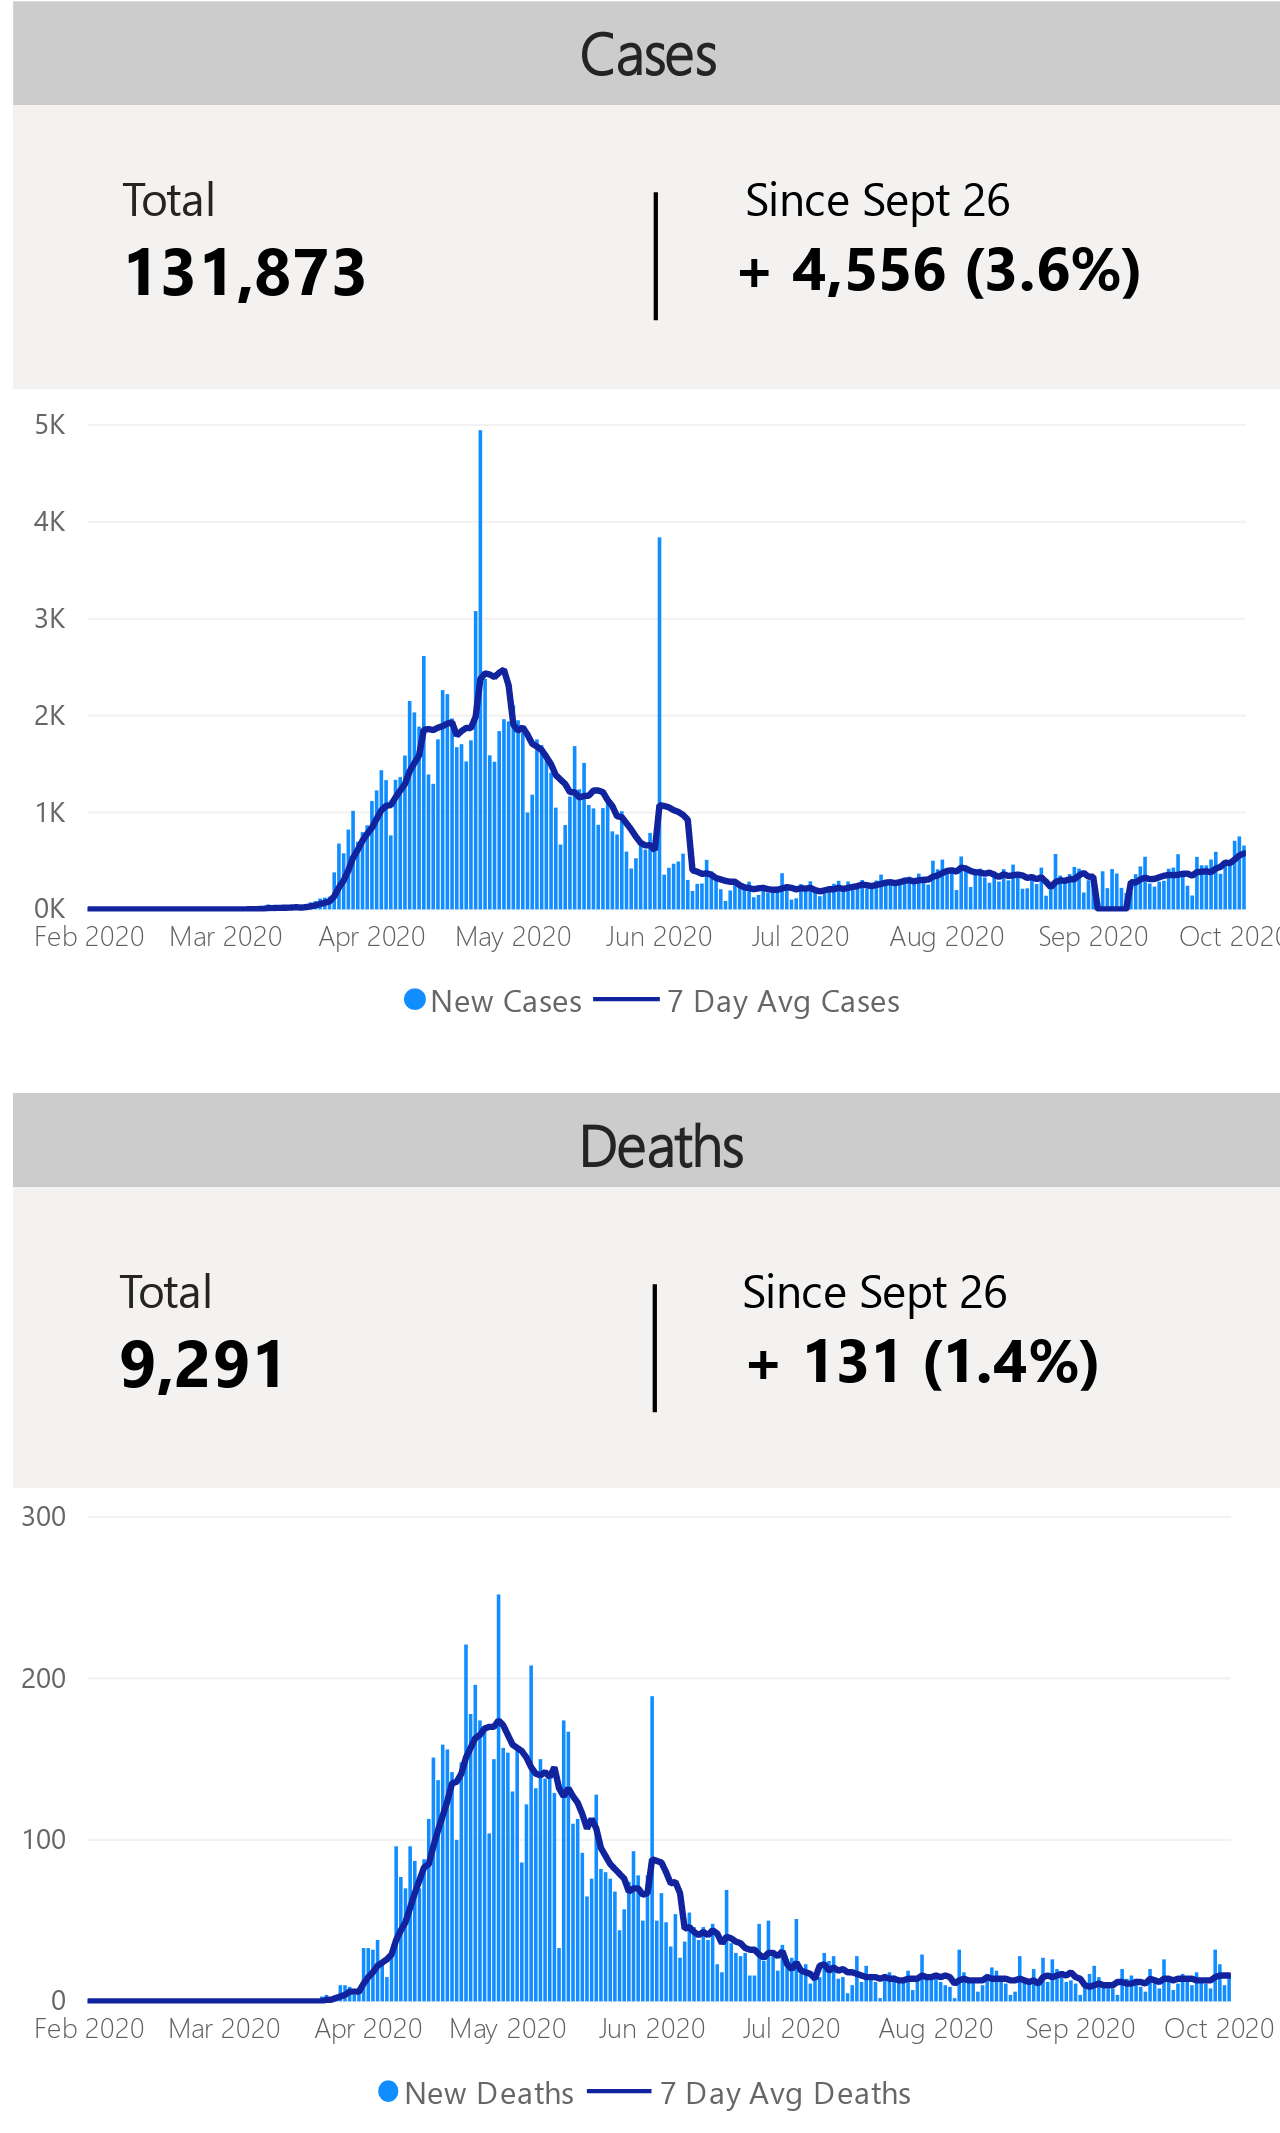 Cases
Total
Since Sept 26
131,873
+ 4,556 (3.6%)
5K
4K
3K
2K
1K
0K
Feb 2020 Mar 2020 Apr 2020 May 2020 Jun 2020 Jul 2020 Aug 2020 Sep 2020 Oct 2020
New Cases 7 Day Avg Cases
Deaths
Total
Since Sept 26
9,291
+ 131 (1.4%)
300
200
100
0
Feb 2020 Mar 2020 Apr 2020 May 2020 Jun 2020 Jul 2020 Aug 2020 Sep 2020 Oct 2020
New Deaths 7 Day Avg Deaths